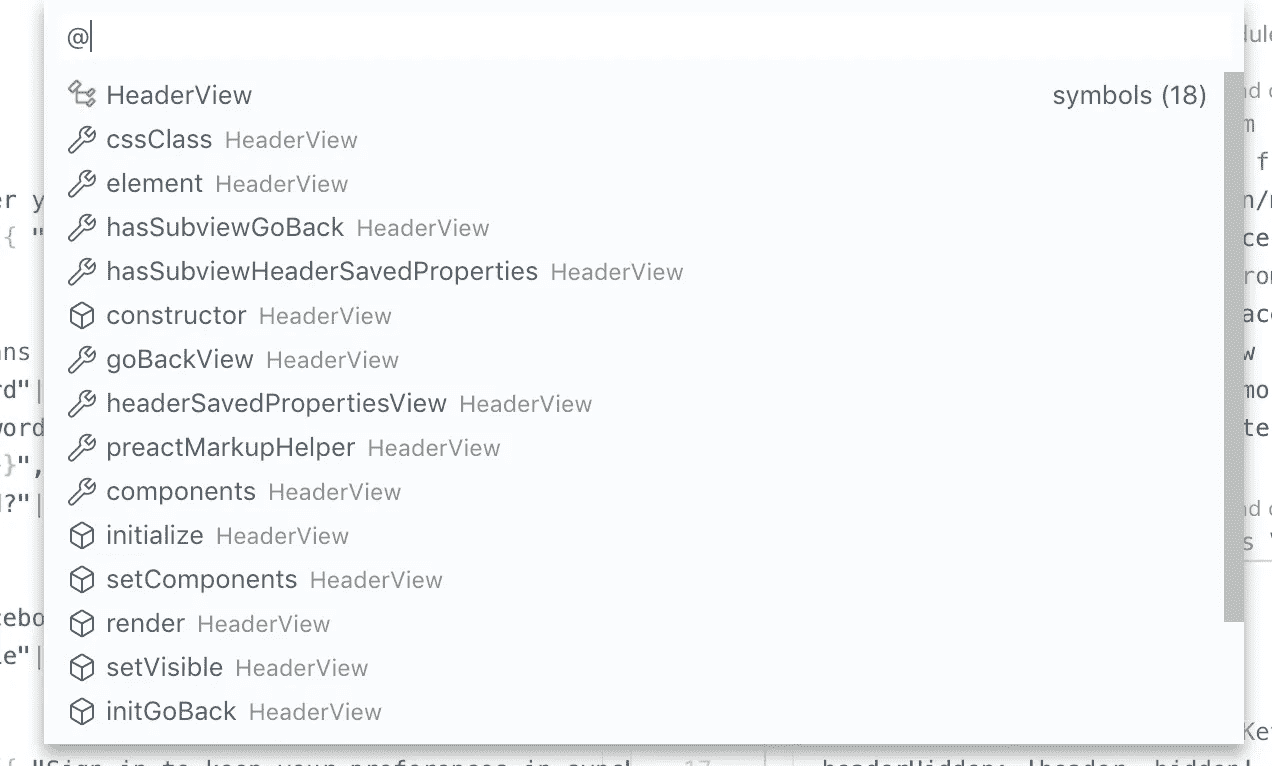 @
HeaderView symbols (18)
cssClass HeaderView
element HeaderView
hasSubviewGoBack HeaderView
hasSubviewHeaderSavedProperties HeaderView
constructor HeaderView
goBackView HeaderView
headerSavedPropertiesView HeaderView
preactMarkupHelper HeaderView
components HeaderView
initialize HeaderView
setComponents HeaderView
render HeaderView
setVisible HeaderView
initGoBack HeaderView